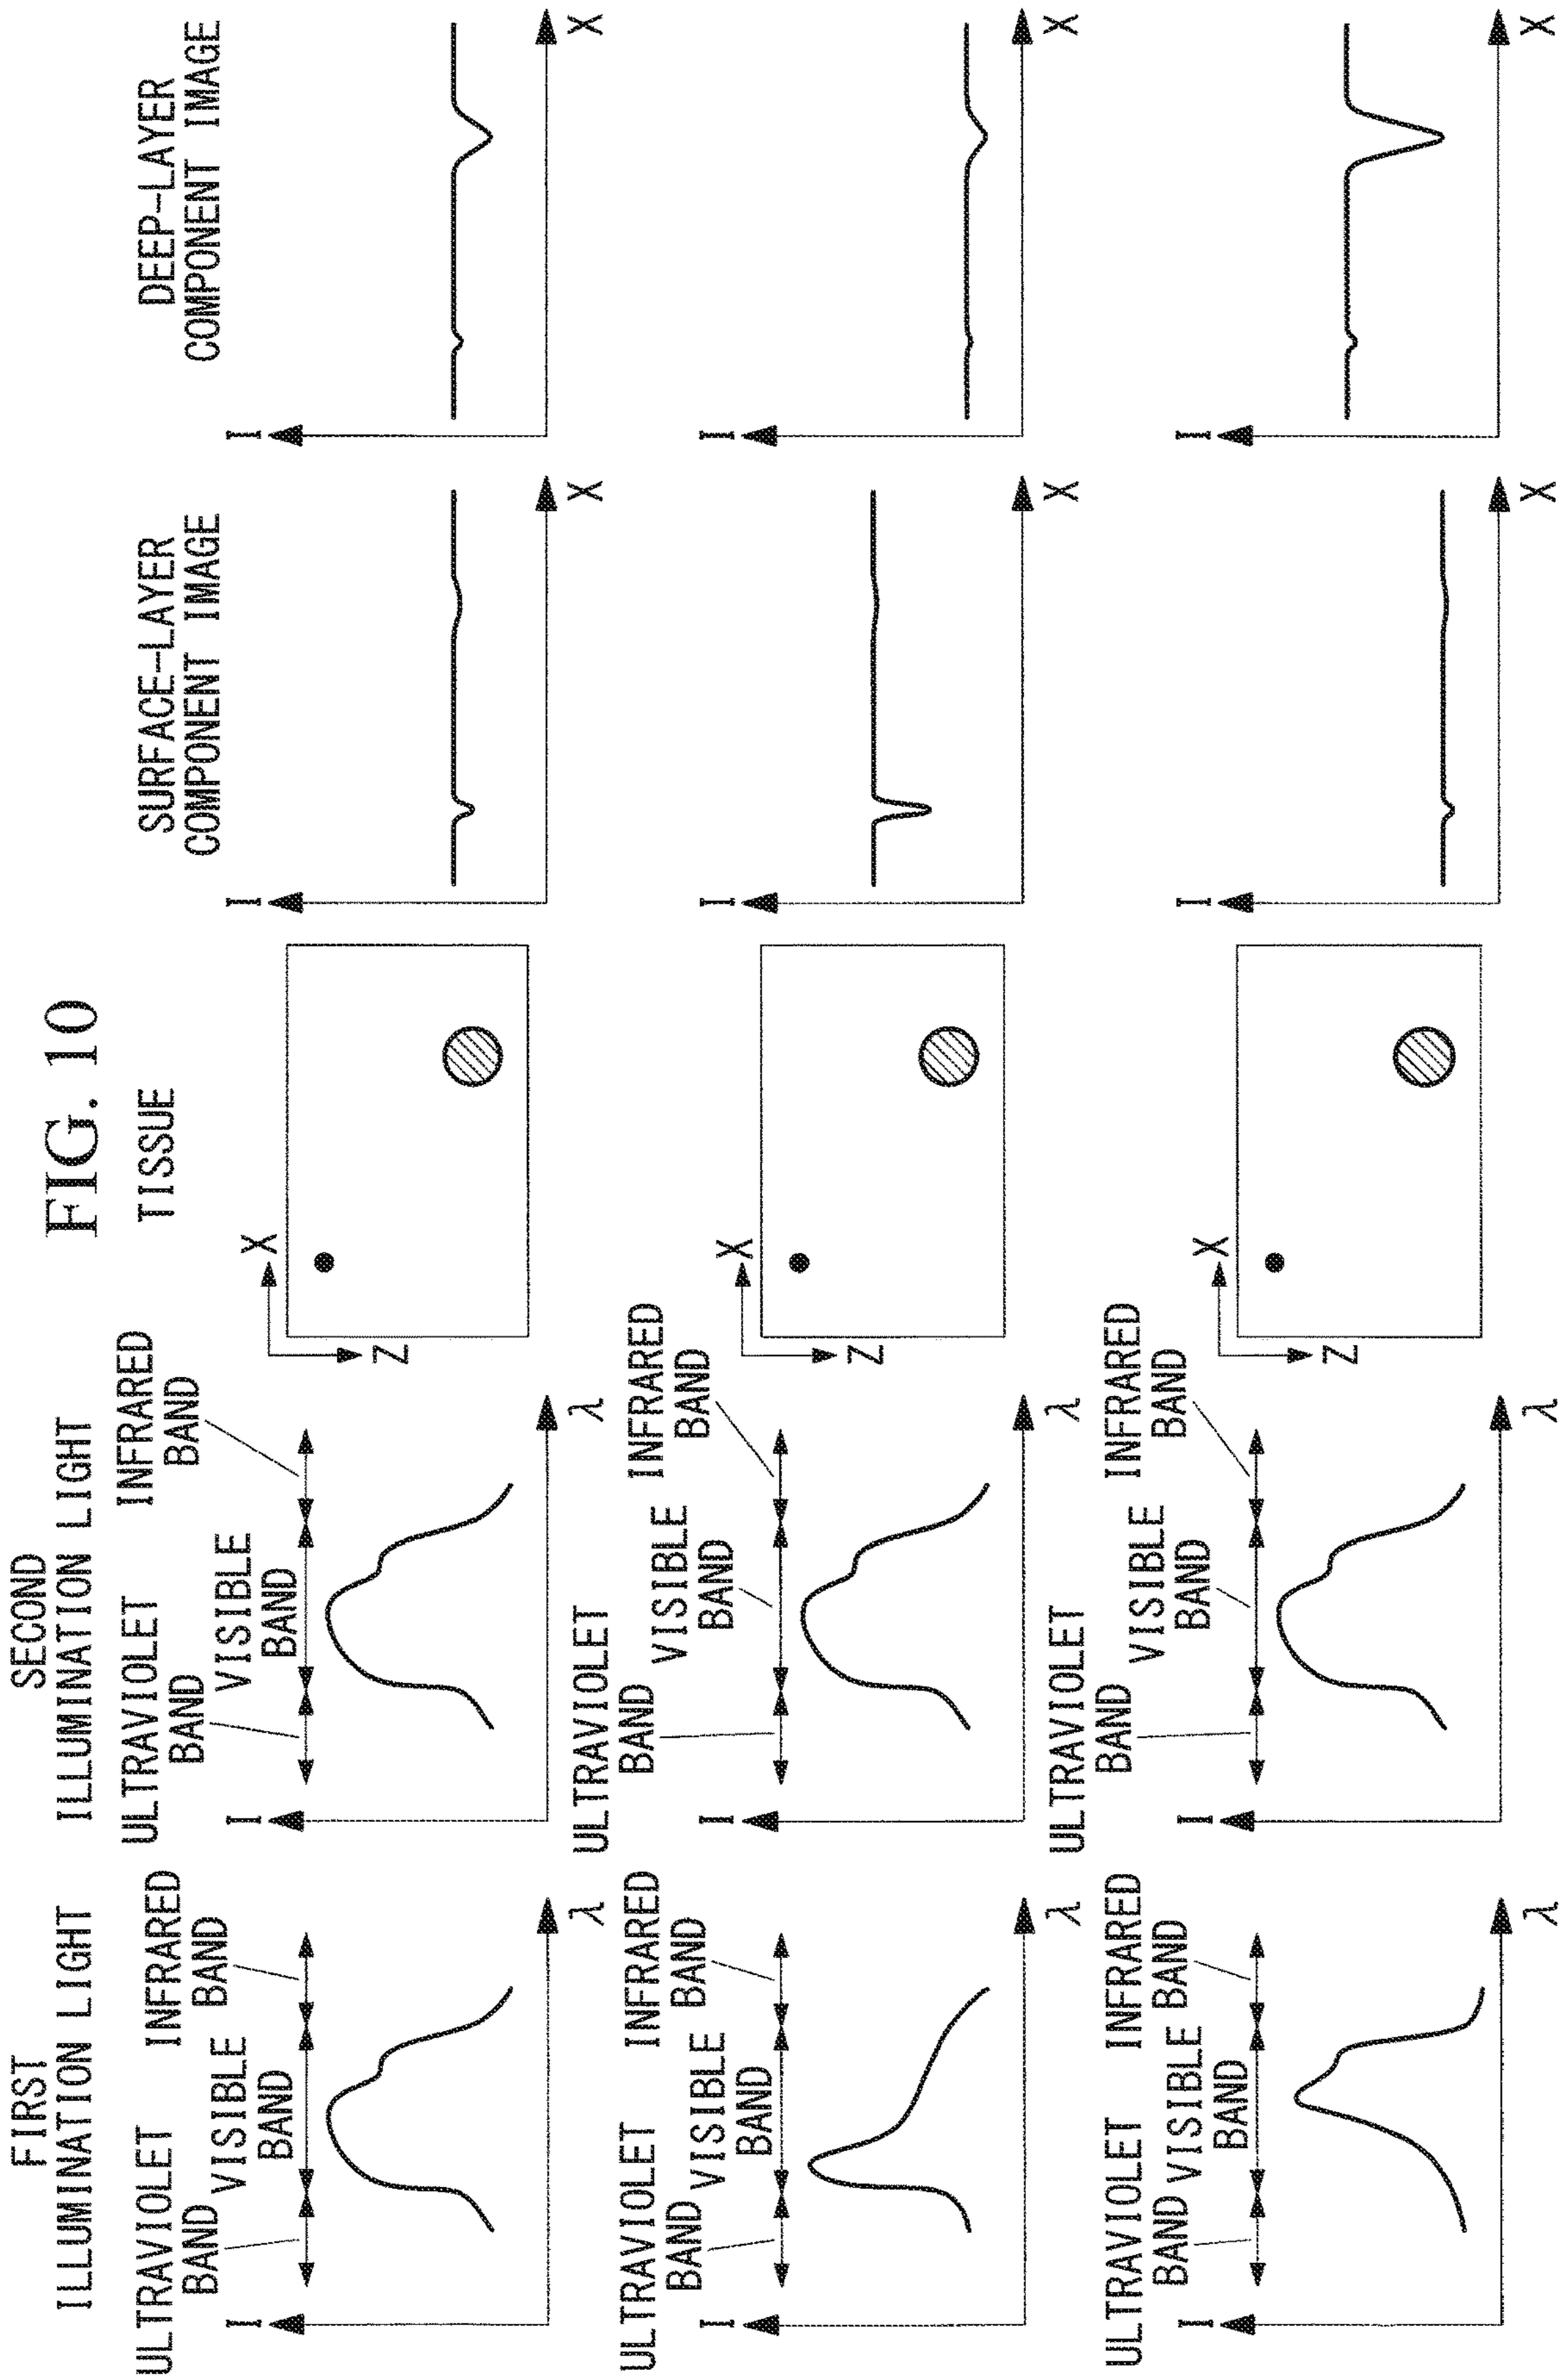 FIG. 10
FIRST
ILLUMINATION LIGHT
SECOND
ILLUMINATION LIGHT
TISSUE
SURFACE-LAYER
COMPONENT IMAGE
DEEP-LAYER
COMPONENT IMAGE
ULTRAVIOLET
BAND
VISIBLE
BAND
INFRARED
BAND
I
λ
ULTRAVIOLET
BAND
VISIBLE
BAND
INFRARED
BAND
I
λ
X
Z
I
X
I
X
ULTRAVIOLET
BAND
VISIBLE
BAND
INFRARED
BAND
I
λ
ULTRAVIOLET
BAND
VISIBLE
BAND
INFRARED
BAND
I
λ
X
Z
I
X
I
X
ULTRAVIOLET
BAND
VISIBLE
BAND
INFRARED
BAND
I
λ
ULTRAVIOLET
BAND
VISIBLE
BAND
INFRARED
BAND
I
λ
X
Z
I
X
I
X